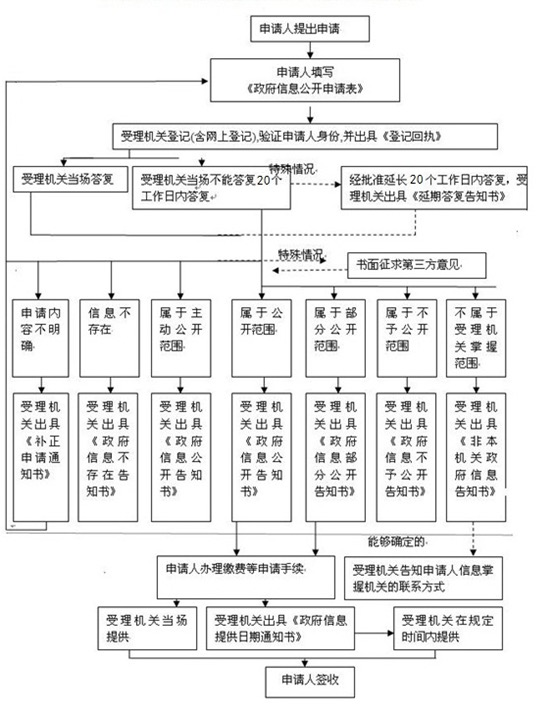 申请人提出申请
申请人填写
《政府信息公开申请表》
受理机关登记(含网上登记),验证申请人身份,并出具《登记回执》
受理机关当场答复
受理机关当场不能答复20个
工作日内答复
特殊情况
经批准延长20个工作日内答复，受
理机关出具《延期答复告知书》
特殊情况
书面征求第三方意见
申请内
容不明
确
信息不
存在
属于主
动公开
范围
属于公
开范围
属于部
分公开
范围
属于不
予公开
范围
不属于
受理机
关掌握
范围
受理机
关出具
《补正
申请通
知书》
受理机
关出具
《政府
信息不
存在告
知书》
受理机
关出具
《政府
信息公
开告知
书》
受理机
关出具
《政府
信息公
开告知
书》
受理机
关出具
《政府
信息部
分公开
告知书》
受理机
关出具
《政府
信息不
予公开
告知书》
受理机
关出具
《非本
机关政
府信息
告知书》
能够确定的
申请人办理缴费等申请手续
受理机关告知申请人信息掌
握机关的联系方式
受理机关当场
提供
受理机关出具《政府信息
提供日期通知书》
受理机关在规定
时间内提供
申请人签收